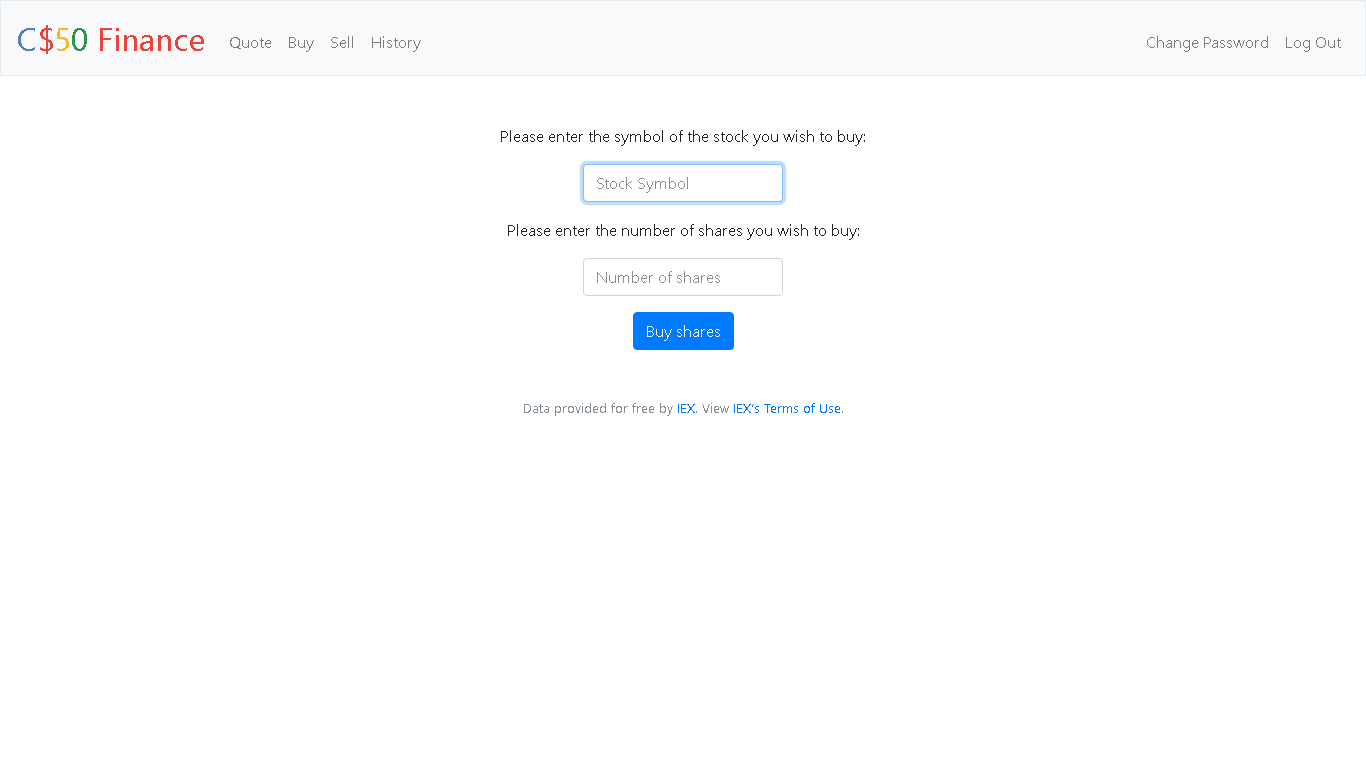 C$50 Finance Quote Buy Sell History Change Password Log Out
Please enter the symbol of the stock you wish to buy:
Stock Symbol
Please enter the number of shares you wish to buy:
Number of shares
Buy shares
Data provided for free by IEX. View IEX's Terms of Use.